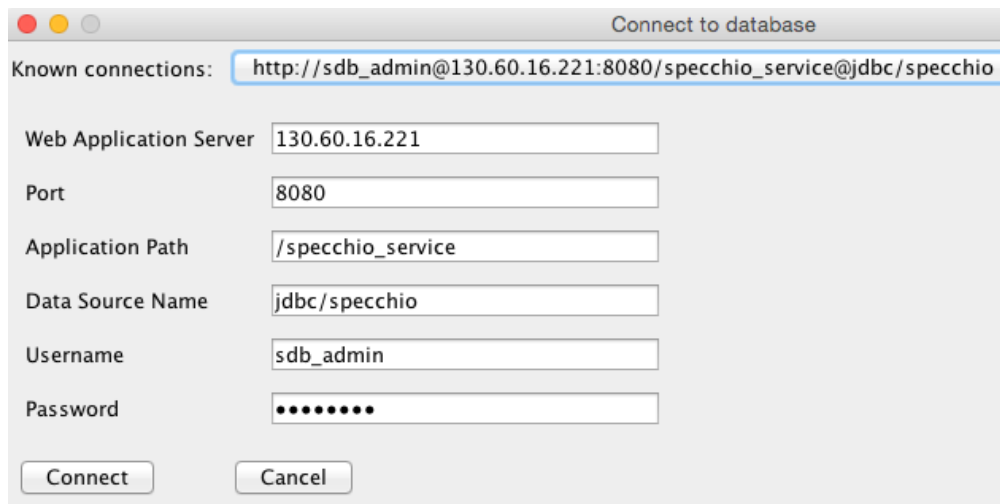 Connect to database
Known connections: http://sdb_admin@130.60.16.221:8080/specchio_service@jdbc/specchio
Web Application Server 130.60.16.221
Port 8080
Application Path /specchio_service
Data Source Name jdbc/specchio
Username sdb_admin
Password ••••••••
Connect Cancel